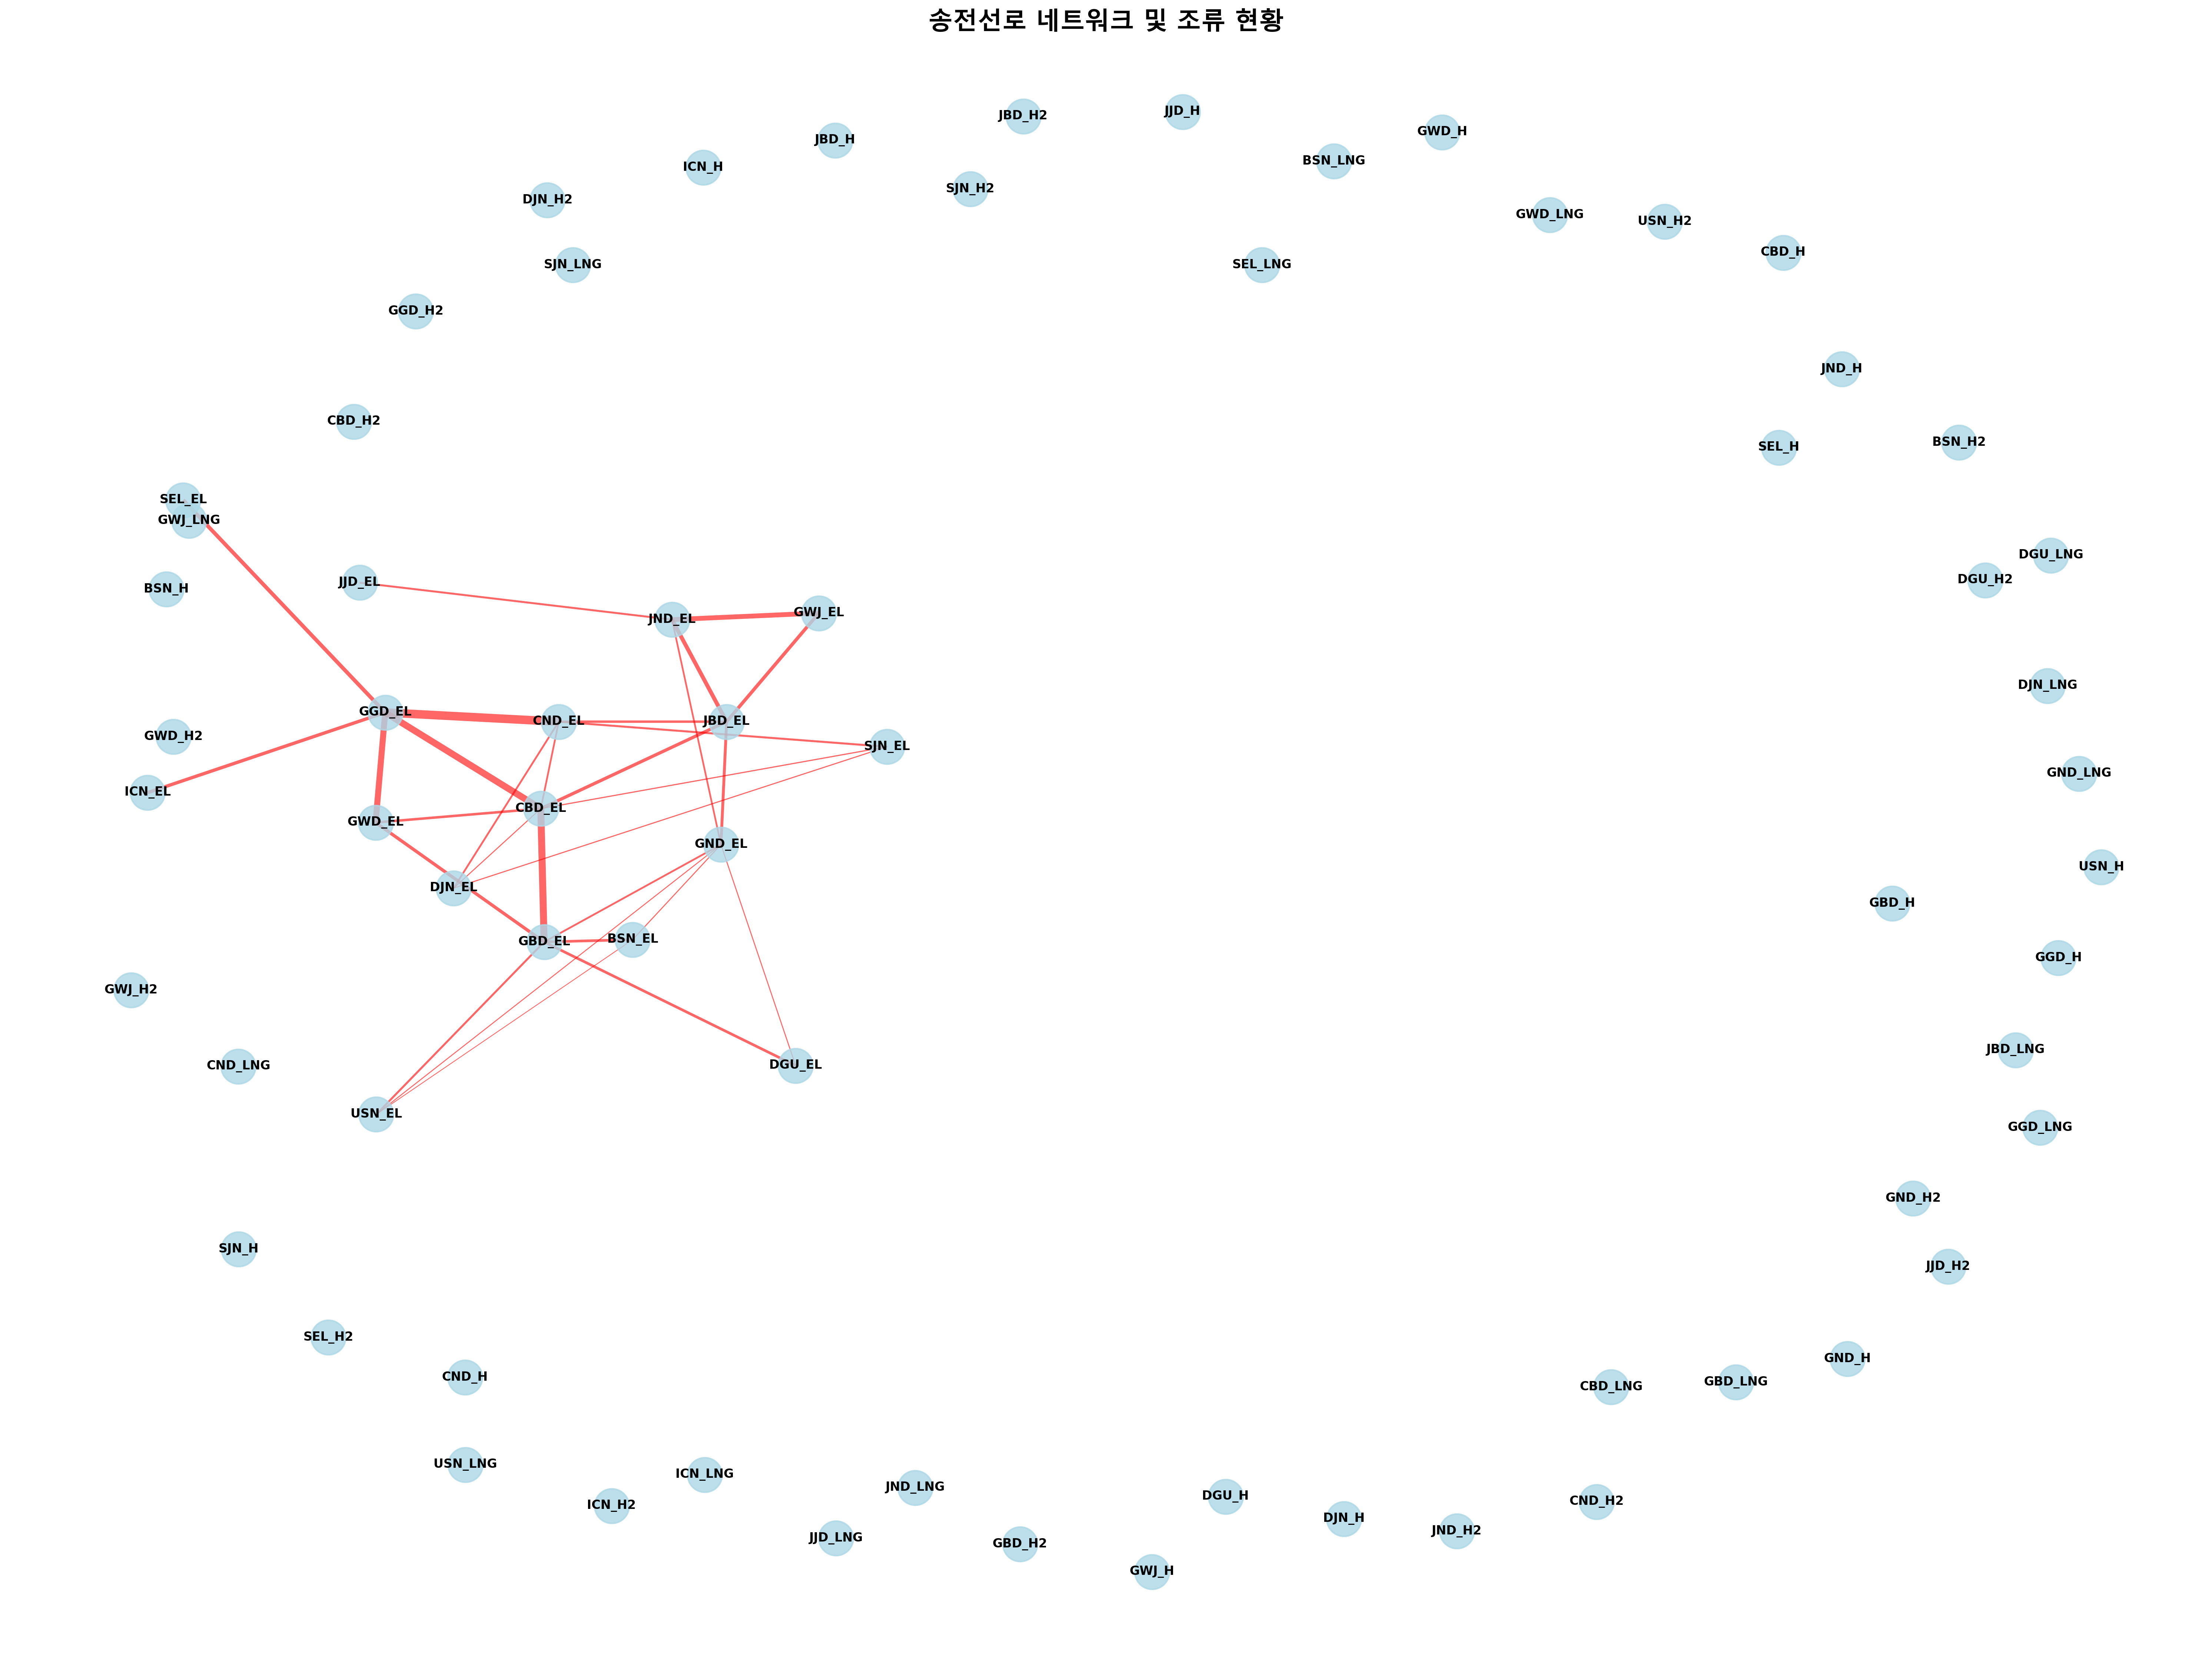 송전선로 네트워크 및 조류 현황
JJD_H
JBD_H2
GWD_H
JBD_H
BSN_LNG
ICN_H
SJN_H2
DJN_H2
GWD_LNG
USN_H2
CBD_H
SJN_LNG
SEL_LNG
GGD_H2
JND_H
CBD_H2
BSN_H2
SEL_H
SEL_EL
GWJ_LNG
DGU_LNG
DGU_H2
JJD_EL
BSN_H
GWJ_EL
JND_EL
DJN_LNG
GGD_EL
CND_EL
JBD_EL
GWD_H2
SJN_EL
GND_LNG
ICN_EL
CBD_EL
GWD_EL
GND_EL
USN_H
DJN_EL
GBD_H
GBD_EL
BSN_EL
GGD_H
GWJ_H2
JBD_LNG
CND_LNG
DGU_EL
USN_EL
GGD_LNG
GND_H2
SJN_H
JJD_H2
SEL_H2
GND_H
CND_H
GBD_LNG
CBD_LNG
USN_LNG
ICN_LNG
JND_LNG
DGU_H
CND_H2
ICN_H2
DJN_H
JND_H2
JJD_LNG
GBD_H2
GWJ_H